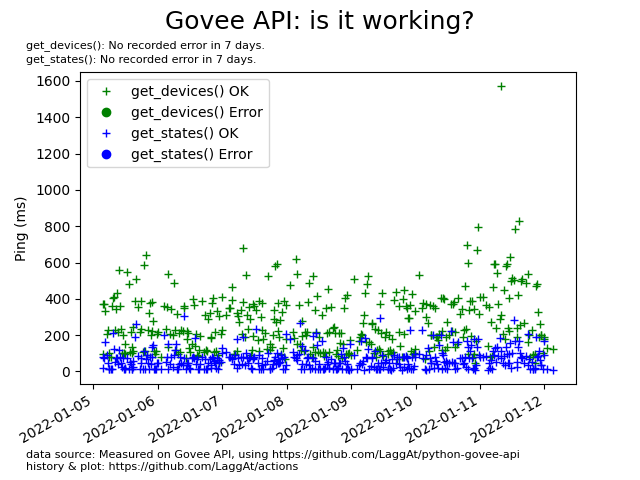 Govee API: is it working?
get_devices(): No recorded error in 7 days.
get_states(): No recorded error in 7 days.
get_devices() OK
get_devices() Error
get_states() OK
get_states() Error
Ping (ms)
1600
1400
1200
1000
800
600
400
200
0
2022-01-05
2022-01-06
2022-01-07
2022-01-08
2022-01-09
2022-01-10
2022-01-11
2022-01-12
data source: Measured on Govee API, using https://github.com/LaggAt/python-govee-api
history & plot: https://github.com/LaggAt/actions